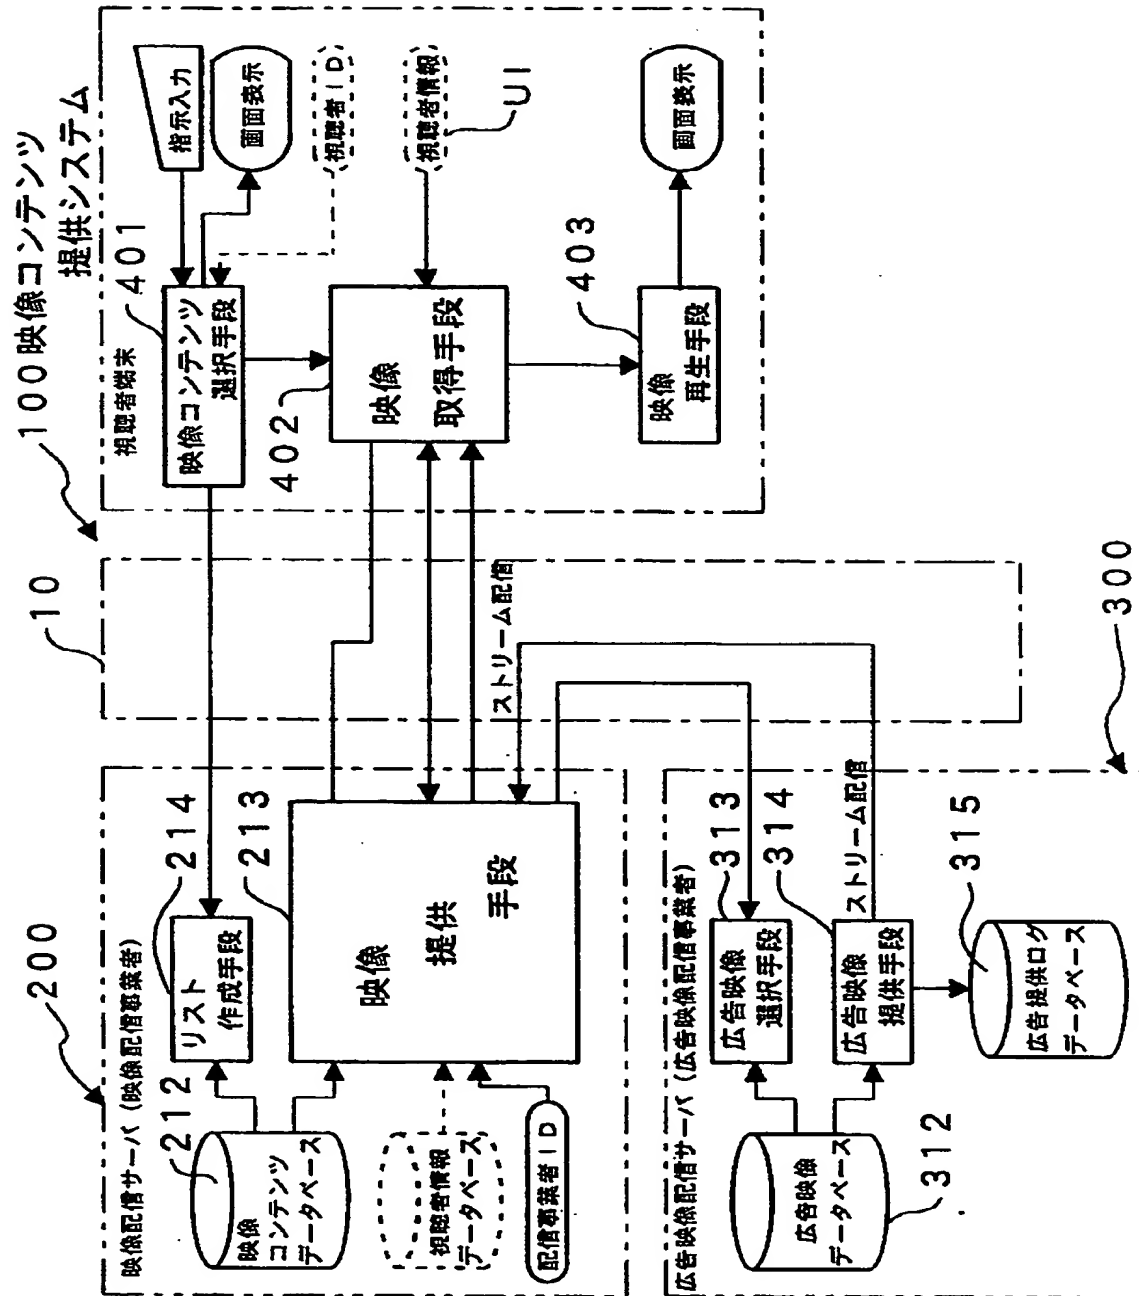 100映像コンテンツ
提供システム
10
200
300
視聴者端末
401
映像コンテンツ
選択手段
指示入力
画面表示
視聴者ID
402
映像
取得手段
視聴者情報
UI
403
映像
再生手段
画面表示
ストリーム配信
映像配信サーバ(映像配信事業者)
214
リスト
作成手段
212
映像
コンテンツ
データベース
213
映像
提供
手段
視聴者情報
データベース
配信事業者ID
広告映像配信サーバ(広告映像配信事業者)
313
広告映像
選択手段
314
広告映像
提供手段
ストリーム配信
312
広告映像
データベース
315
広告提供ログ
データベース